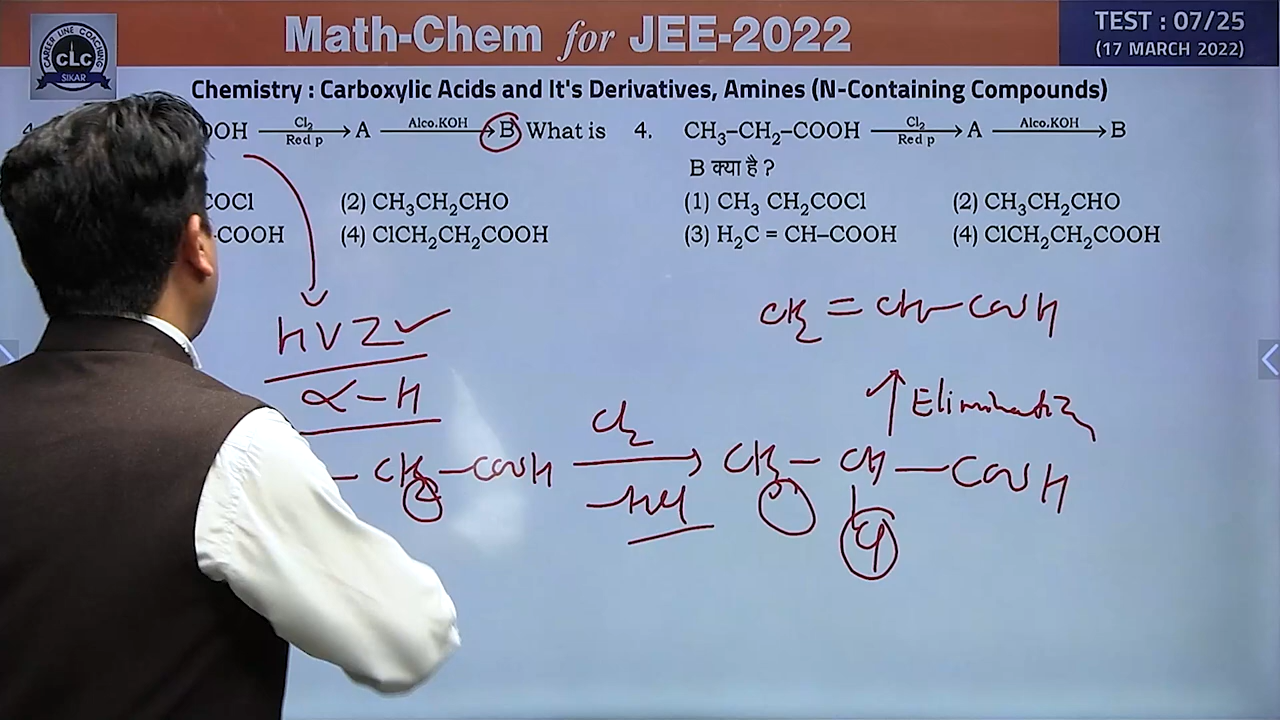 CAREER LINE COACHING
CLC
SIKAR
Math-Chem for JEE-2022
TEST : 07/25
(17 MARCH 2022)
Chemistry : Carboxylic Acids and It's Derivatives, Amines (N-Containing Compounds)
OOH —Cl₂/Red p→ A —Alco.KOH→ B What is
COCl (2) CH₃CH₂CHO
-COOH (4) ClCH₂CH₂COOH
4. CH₃–CH₂–COOH —Cl₂/Red p→ A —Alco.KOH→ B
B क्या है ?
(1) CH₃ CH₂COCl (2) CH₃CH₂CHO
(3) H₂C = CH–COOH (4) ClCH₂CH₂COOH
HVZ ✓
α-H
CH₂ = CH–COOH
↑ Elimination
– CH₂ – COOH —Cl₂/-HCl→ CH₃ – CH – COOH
Cl